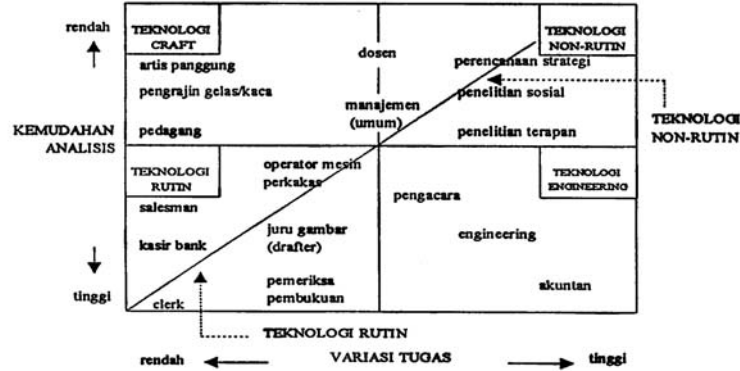 rendah
TEKNOLOGI
CRAFT
artis panggung
pengrajin gelas/kaca
pedagang
dosen
manajemen
(umum)
TEKNOLOGI
NON-RUTIN
perencanaan strategi
penelitian sosial
penelitian terapan
TEKNOLOGI
NON-RUTIN
KEMUDAHAN
ANALISIS
TEKNOLOGI
RUTIN
salesman
kasir bank
clerk
operator mesin
perkakas
juru gambar
(drafter)
pemeriksa
pembukuan
TEKNOLOGI
ENGINEERING
pengacara
engineering
akuntan
tinggi
TEKNOLOGI RUTIN
rendah
VARIASI TUGAS
tinggi